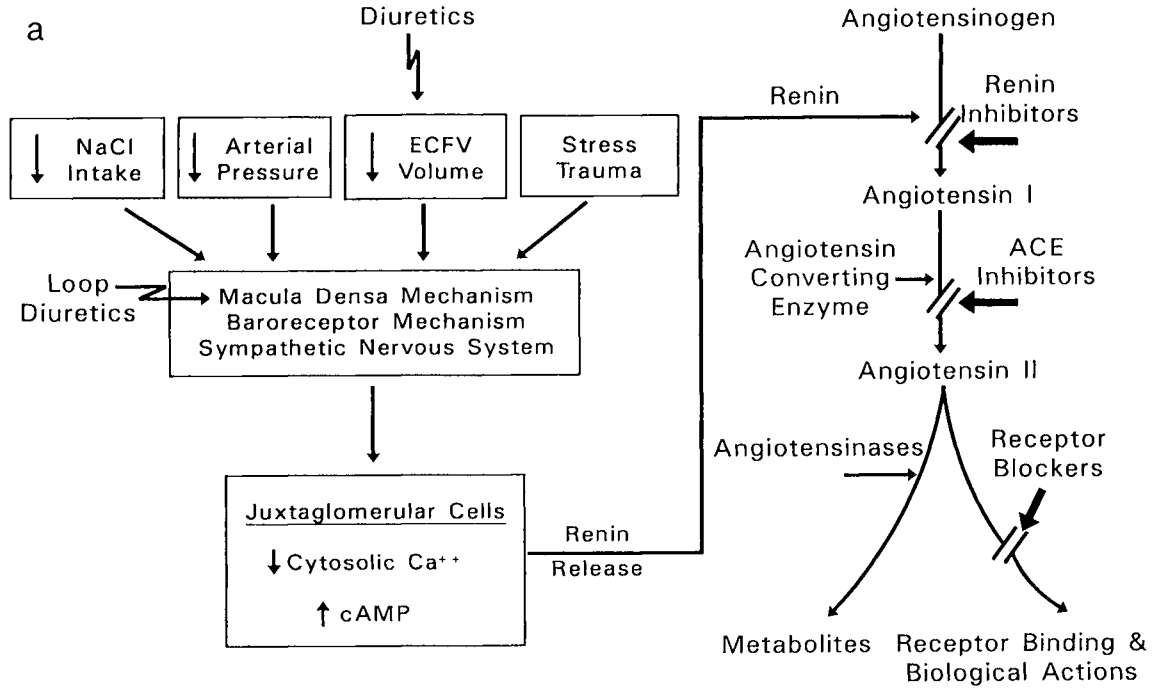 a
Diuretics
↓ NaCl
Intake
↓ Arterial
Pressure
↓ ECFV
Volume
Stress
Trauma
Loop
Diuretics
Macula Densa Mechanism
Baroreceptor Mechanism
Sympathetic Nervous System
Juxtaglomerular Cells
↓ Cytosolic Ca⁺⁺
↑ cAMP
Renin
Release
Angiotensinogen
Renin
Renin
Inhibitors
Angiotensin I
Angiotensin
Converting
Enzyme
ACE
Inhibitors
Angiotensin II
Angiotensinases
Receptor
Blockers
Metabolites
Receptor Binding &
Biological Actions